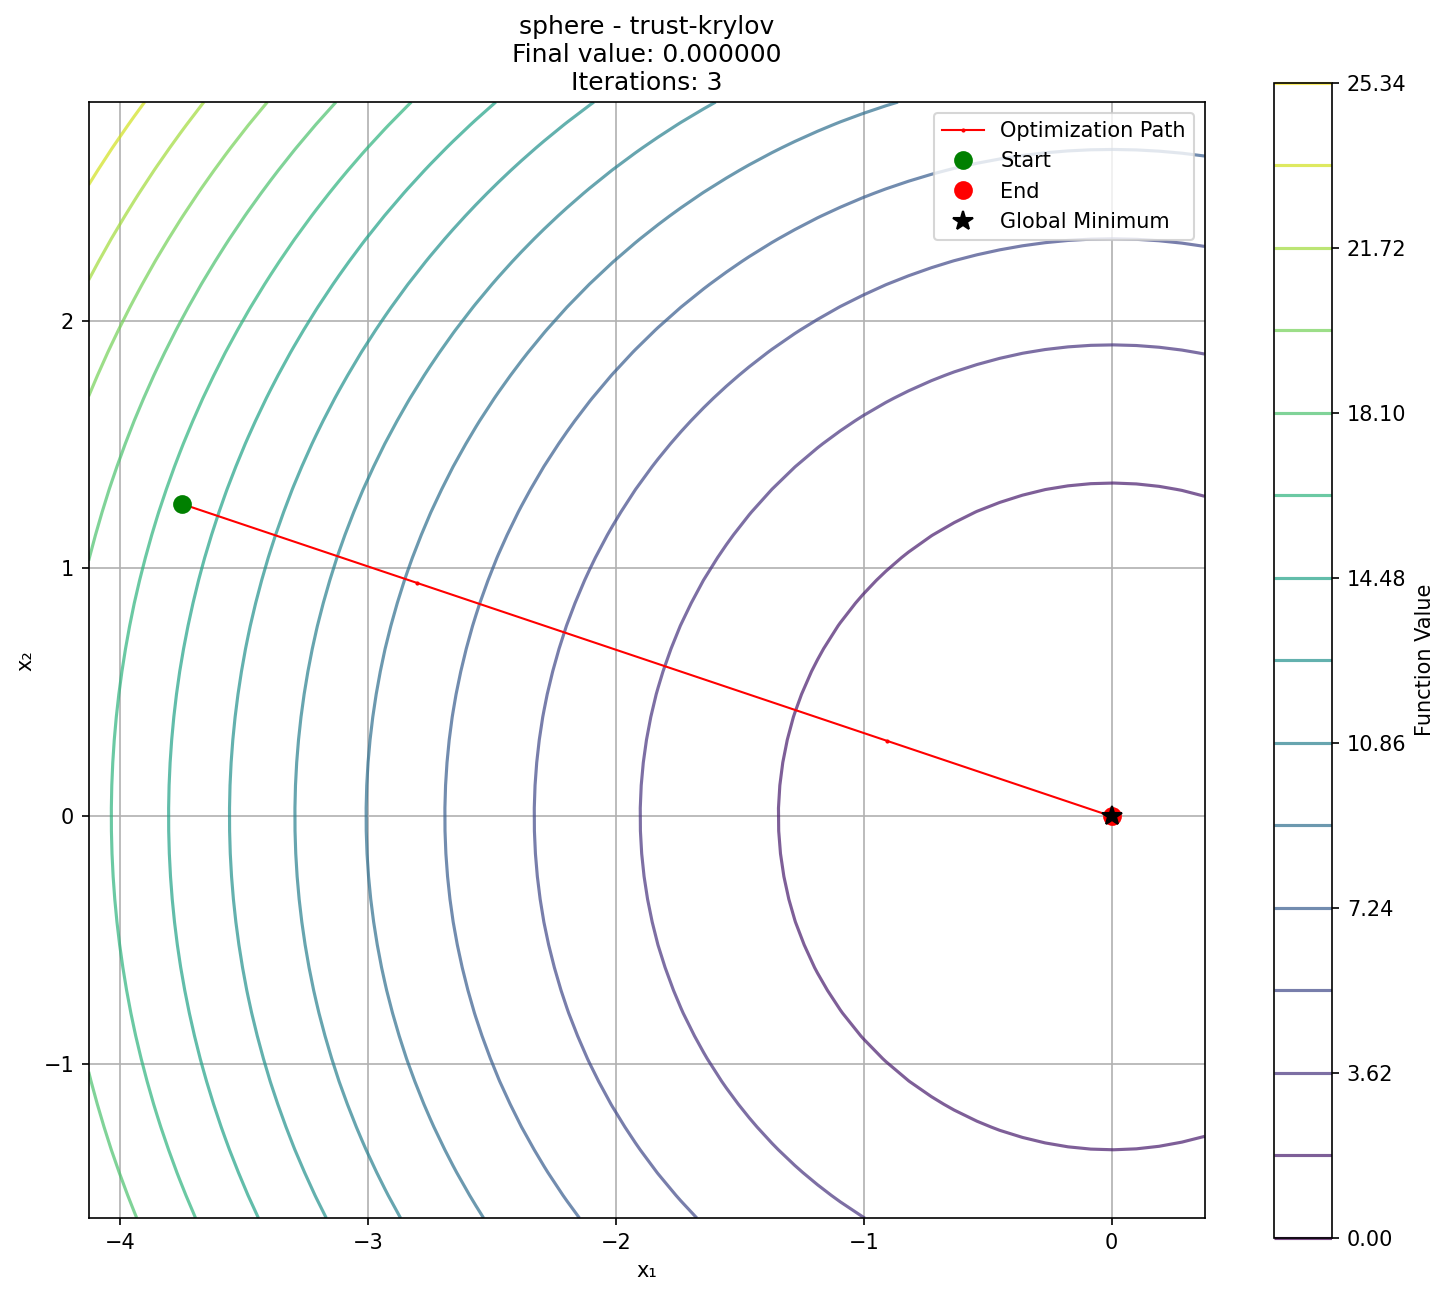 sphere - trust-krylov
Final value: 0.000000
Iterations: 3
Optimization Path
Start
End
Global Minimum
2
1
0
−1
x₂
−4
−3
−2
−1
0
x₁
25.34
21.72
18.10
14.48
10.86
7.24
3.62
0.00
Function Value